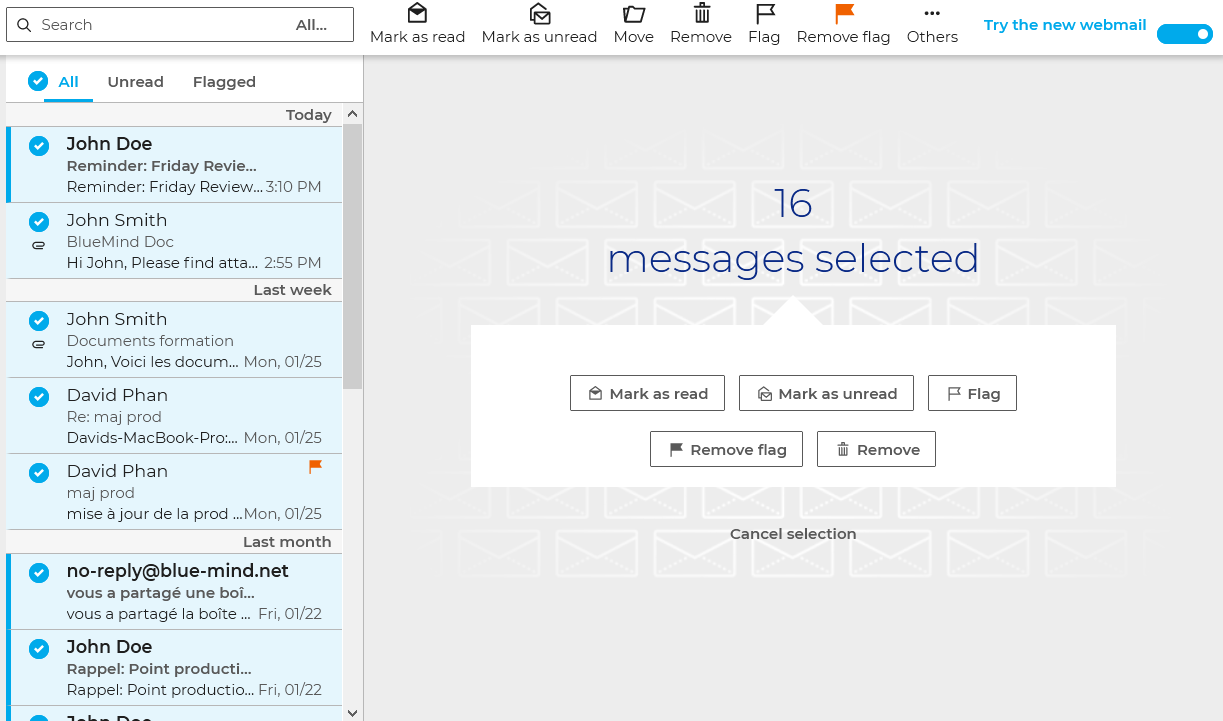 Search All...
Mark as read Mark as unread Move Remove Flag Remove flag Others
Try the new webmail
All Unread Flagged
Today
John Doe
Reminder: Friday Revie...
Reminder: Friday Review... 3:10 PM
John Smith
BlueMind Doc
Hi John, Please find atta... 2:55 PM
Last week
John Smith
Documents formation
John, Voici les docum... Mon, 01/25
David Phan
Re: maj prod
Davids-MacBook-Pro:... Mon, 01/25
David Phan
maj prod
mise à jour de la prod ... Mon, 01/25
Last month
no-reply@blue-mind.net
vous a partagé une boî...
vous a partagé la boîte ... Fri, 01/22
John Doe
Rappel: Point producti...
Rappel: Point productio... Fri, 01/22
John Doe
16
messages selected
Mark as read Mark as unread Flag
Remove flag Remove
Cancel selection